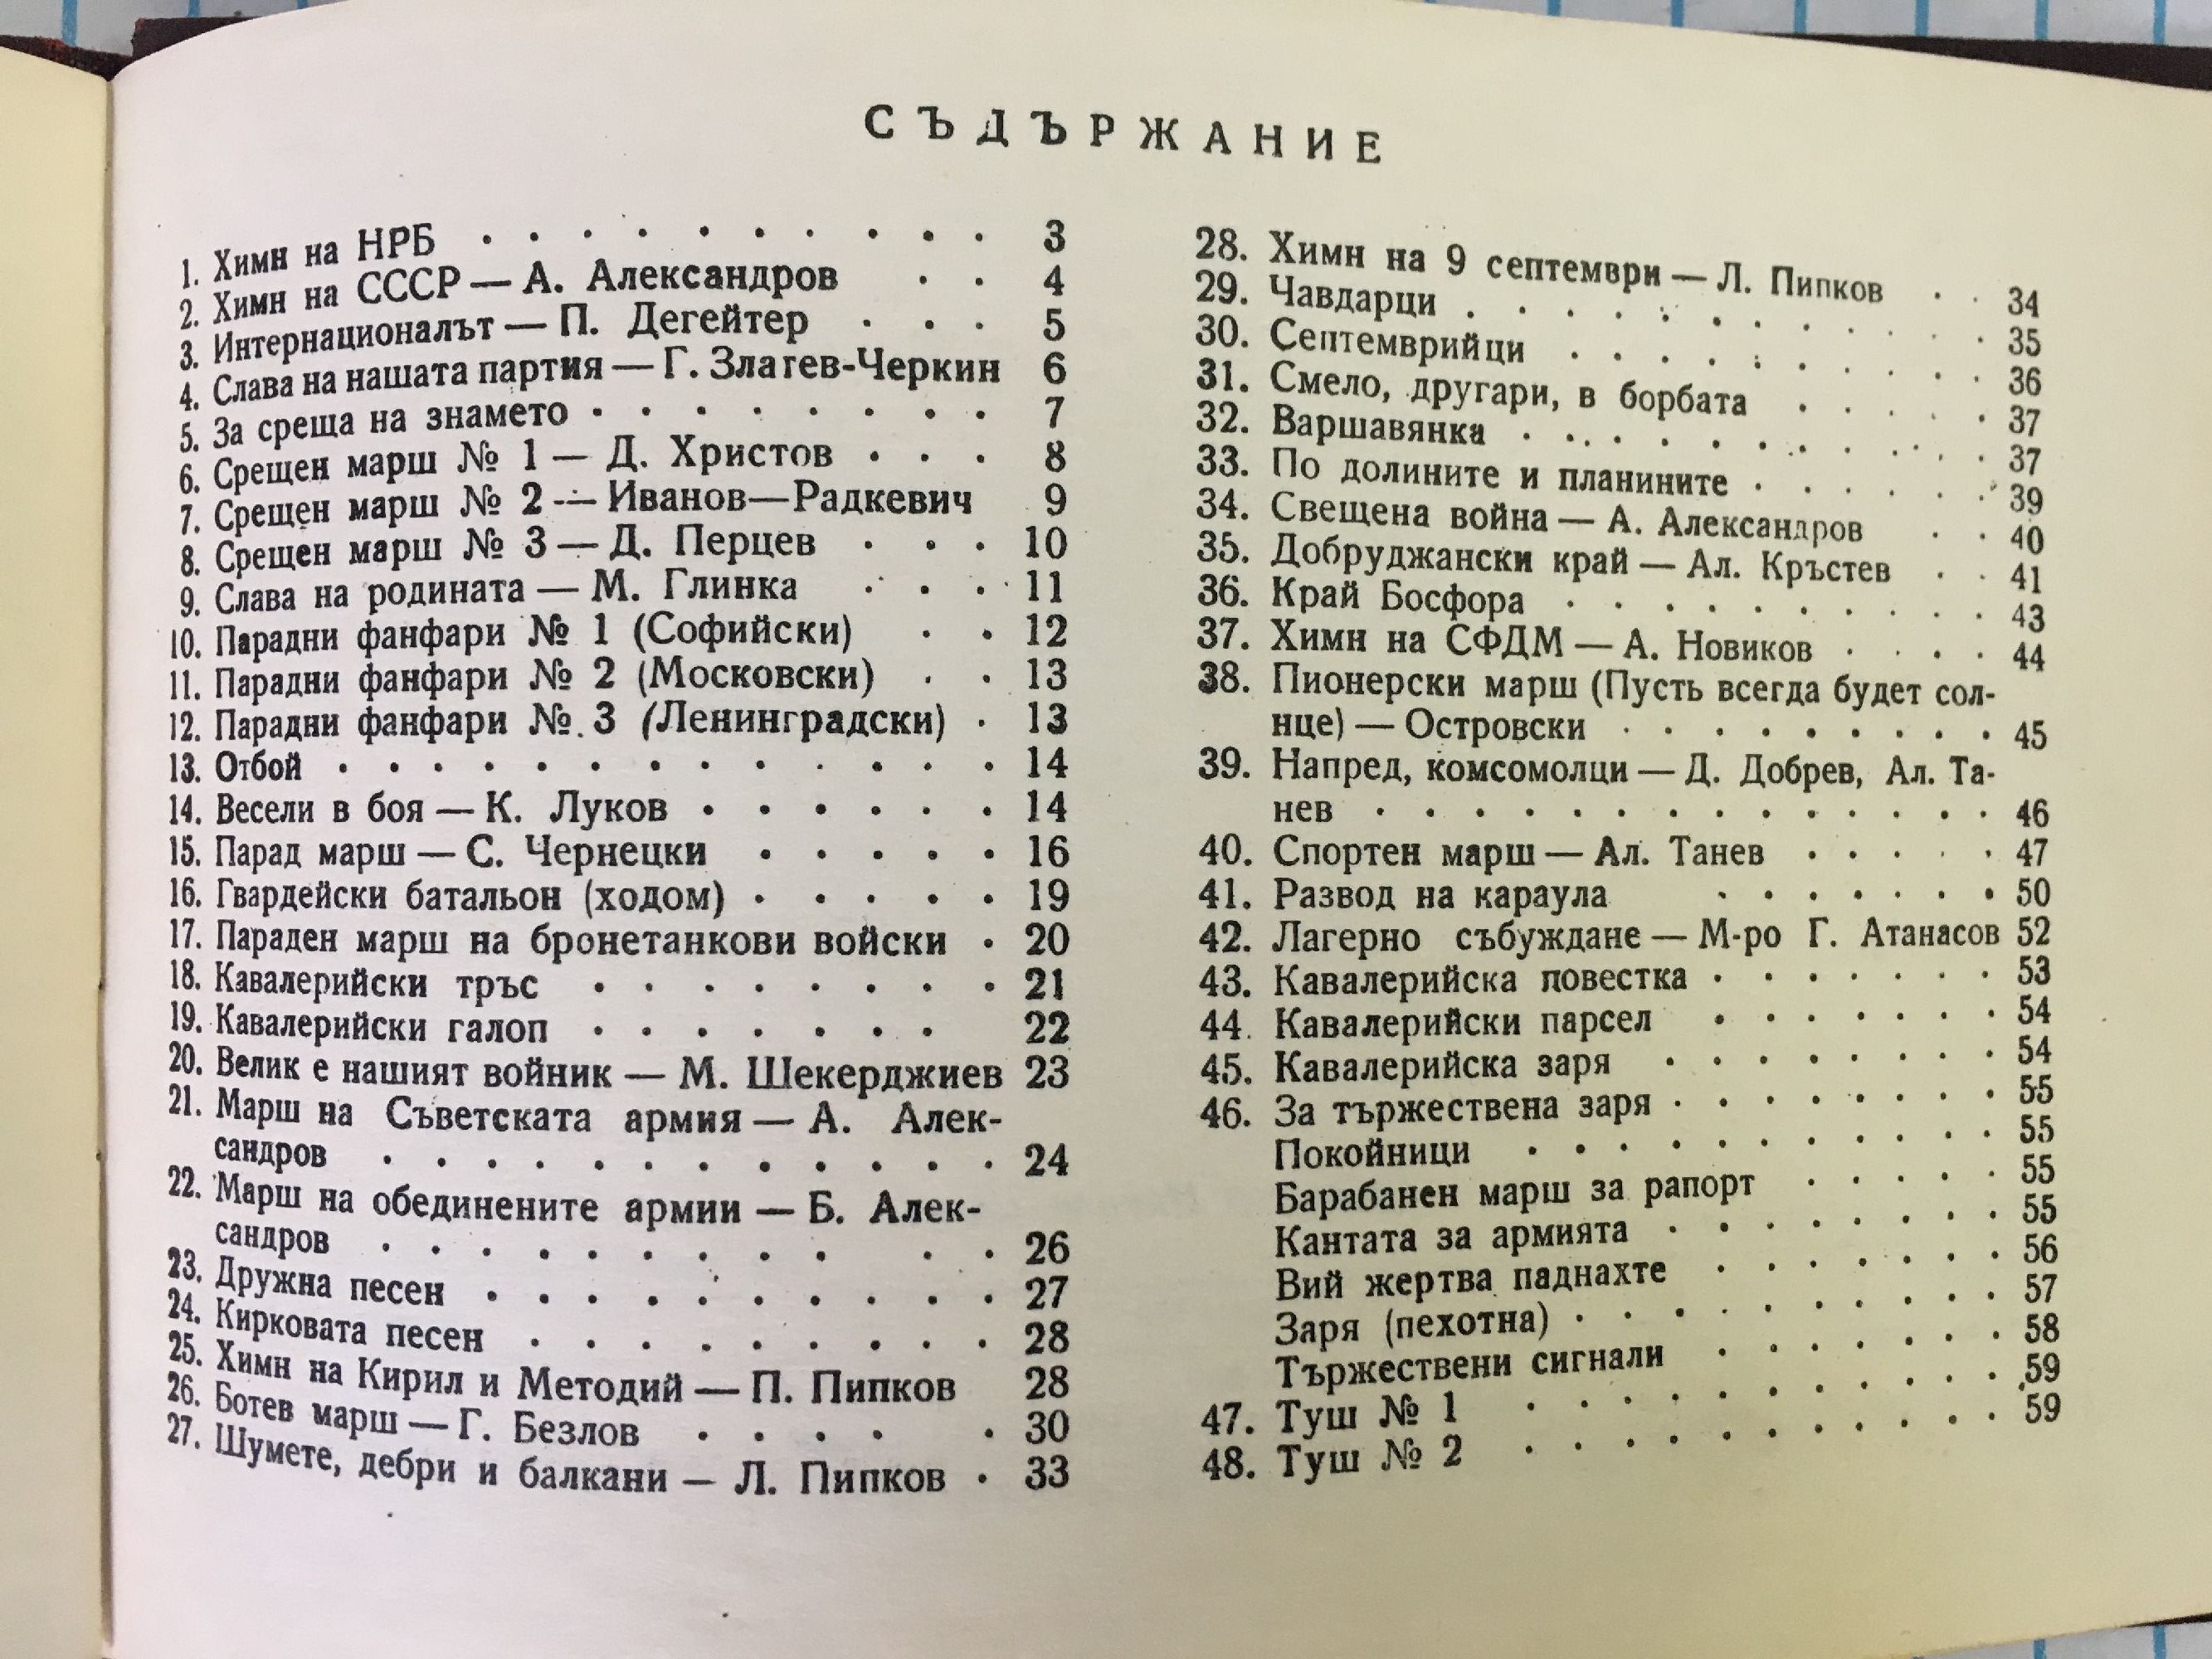 СЪДЪРЖАНИЕ
1. Химн на НРБ . . . . . . . . . . 3
2. Химн на СССР — А. Александров . . 4
3. Интернационалът — П. Дегейтер . . . 5
4. Слава на нашата партия — Г. Златев-Черкин 6
5. За среща на знамето . . . . . . . . 7
6. Срещен марш № 1 — Д. Христов . . . 8
7. Срещен марш № 2 — Иванов—Радкевич 9
8. Срещен марш № 3 — Д. Перцев . . . 10
9. Слава на родината — М. Глинка . . . 11
10. Парадни фанфари № 1 (Софийски) . . 12
11. Парадни фанфари № 2 (Московски) . . 13
12. Парадни фанфари № 3 (Ленинградски) . 13
13. Отбой . . . . . . . . . . . . 14
14. Весели в боя — К. Луков . . . . . . 14
15. Парад марш — С. Чернецки . . . . . 16
16. Гвардейски батальон (ходом) . . . . . 19
17. Параден марш на бронетанкови войски . 20
18. Кавалерийски тръс . . . . . . . . 21
19. Кавалерийски галоп . . . . . . . 22
20. Велик е нашият войник — М. Шекерджиев 23
21. Марш на Съветската армия — А. Алек-
сандров . . . . . . . . . . . . 24
22. Марш на обединените армии — Б. Алек-
сандров . . . . . . . . . . . 26
23. Дружна песен . . . . . . . . . . 27
24. Кирковата песен . . . . . . . . . 28
25. Химн на Кирил и Методий — П. Пипков 28
26. Ботев марш — Г. Безлов . . . . . 30
27. Шумете, дебри и балкани — Л. Пипков . 33
28. Химн на 9 септември — Л. Пипков . . 34
29. Чавдарци . . . . . . . . . . 35
30. Септемврийци . . . . . . . . . 36
31. Смело, другари, в борбата . . . . . 37
32. Варшавянка . . . . . . . . . . 37
33. По долините и планините . . . . . . 39
34. Свещена война — А. Александров . . 40
35. Добруджански край — Ал. Кръстев . . 41
36. Край Босфора . . . . . . . . . 43
37. Химн на СФДМ — А. Новиков . . . . 44
38. Пионерски марш (Пусть всегда будет сол-
нце) — Островски . . . . . . . . 45
39. Напред, комсомолци — Д. Добрев, Ал. Та-
нев . . . . . . . . . . . . 46
40. Спортен марш — Ал. Танев . . . . . 47
41. Развод на караула . . . . . . . 50
42. Лагерно събуждане — М-ро Г. Атанасов 52
43. Кавалерийска повестка . . . . . . . 53
44. Кавалерийски парсел . . . . . . . 54
45. Кавалерийска заря . . . . . . . . 54
46. За тържествена заря . . . . . . . . 55
Покойници . . . . . . . . . . 55
Барабанен марш за рапорт . . . . . 55
Кантата за армията . . . . . . . . 55
Вий жертва паднахте . . . . . . . 56
Заря (пехотна) . . . . . . . . . . 57
Тържествени сигнали . . . . . . . 58
47. Туш № 1 . . . . . . . . . . . 59
48. Туш № 2 . . . . . . . . . . . 59